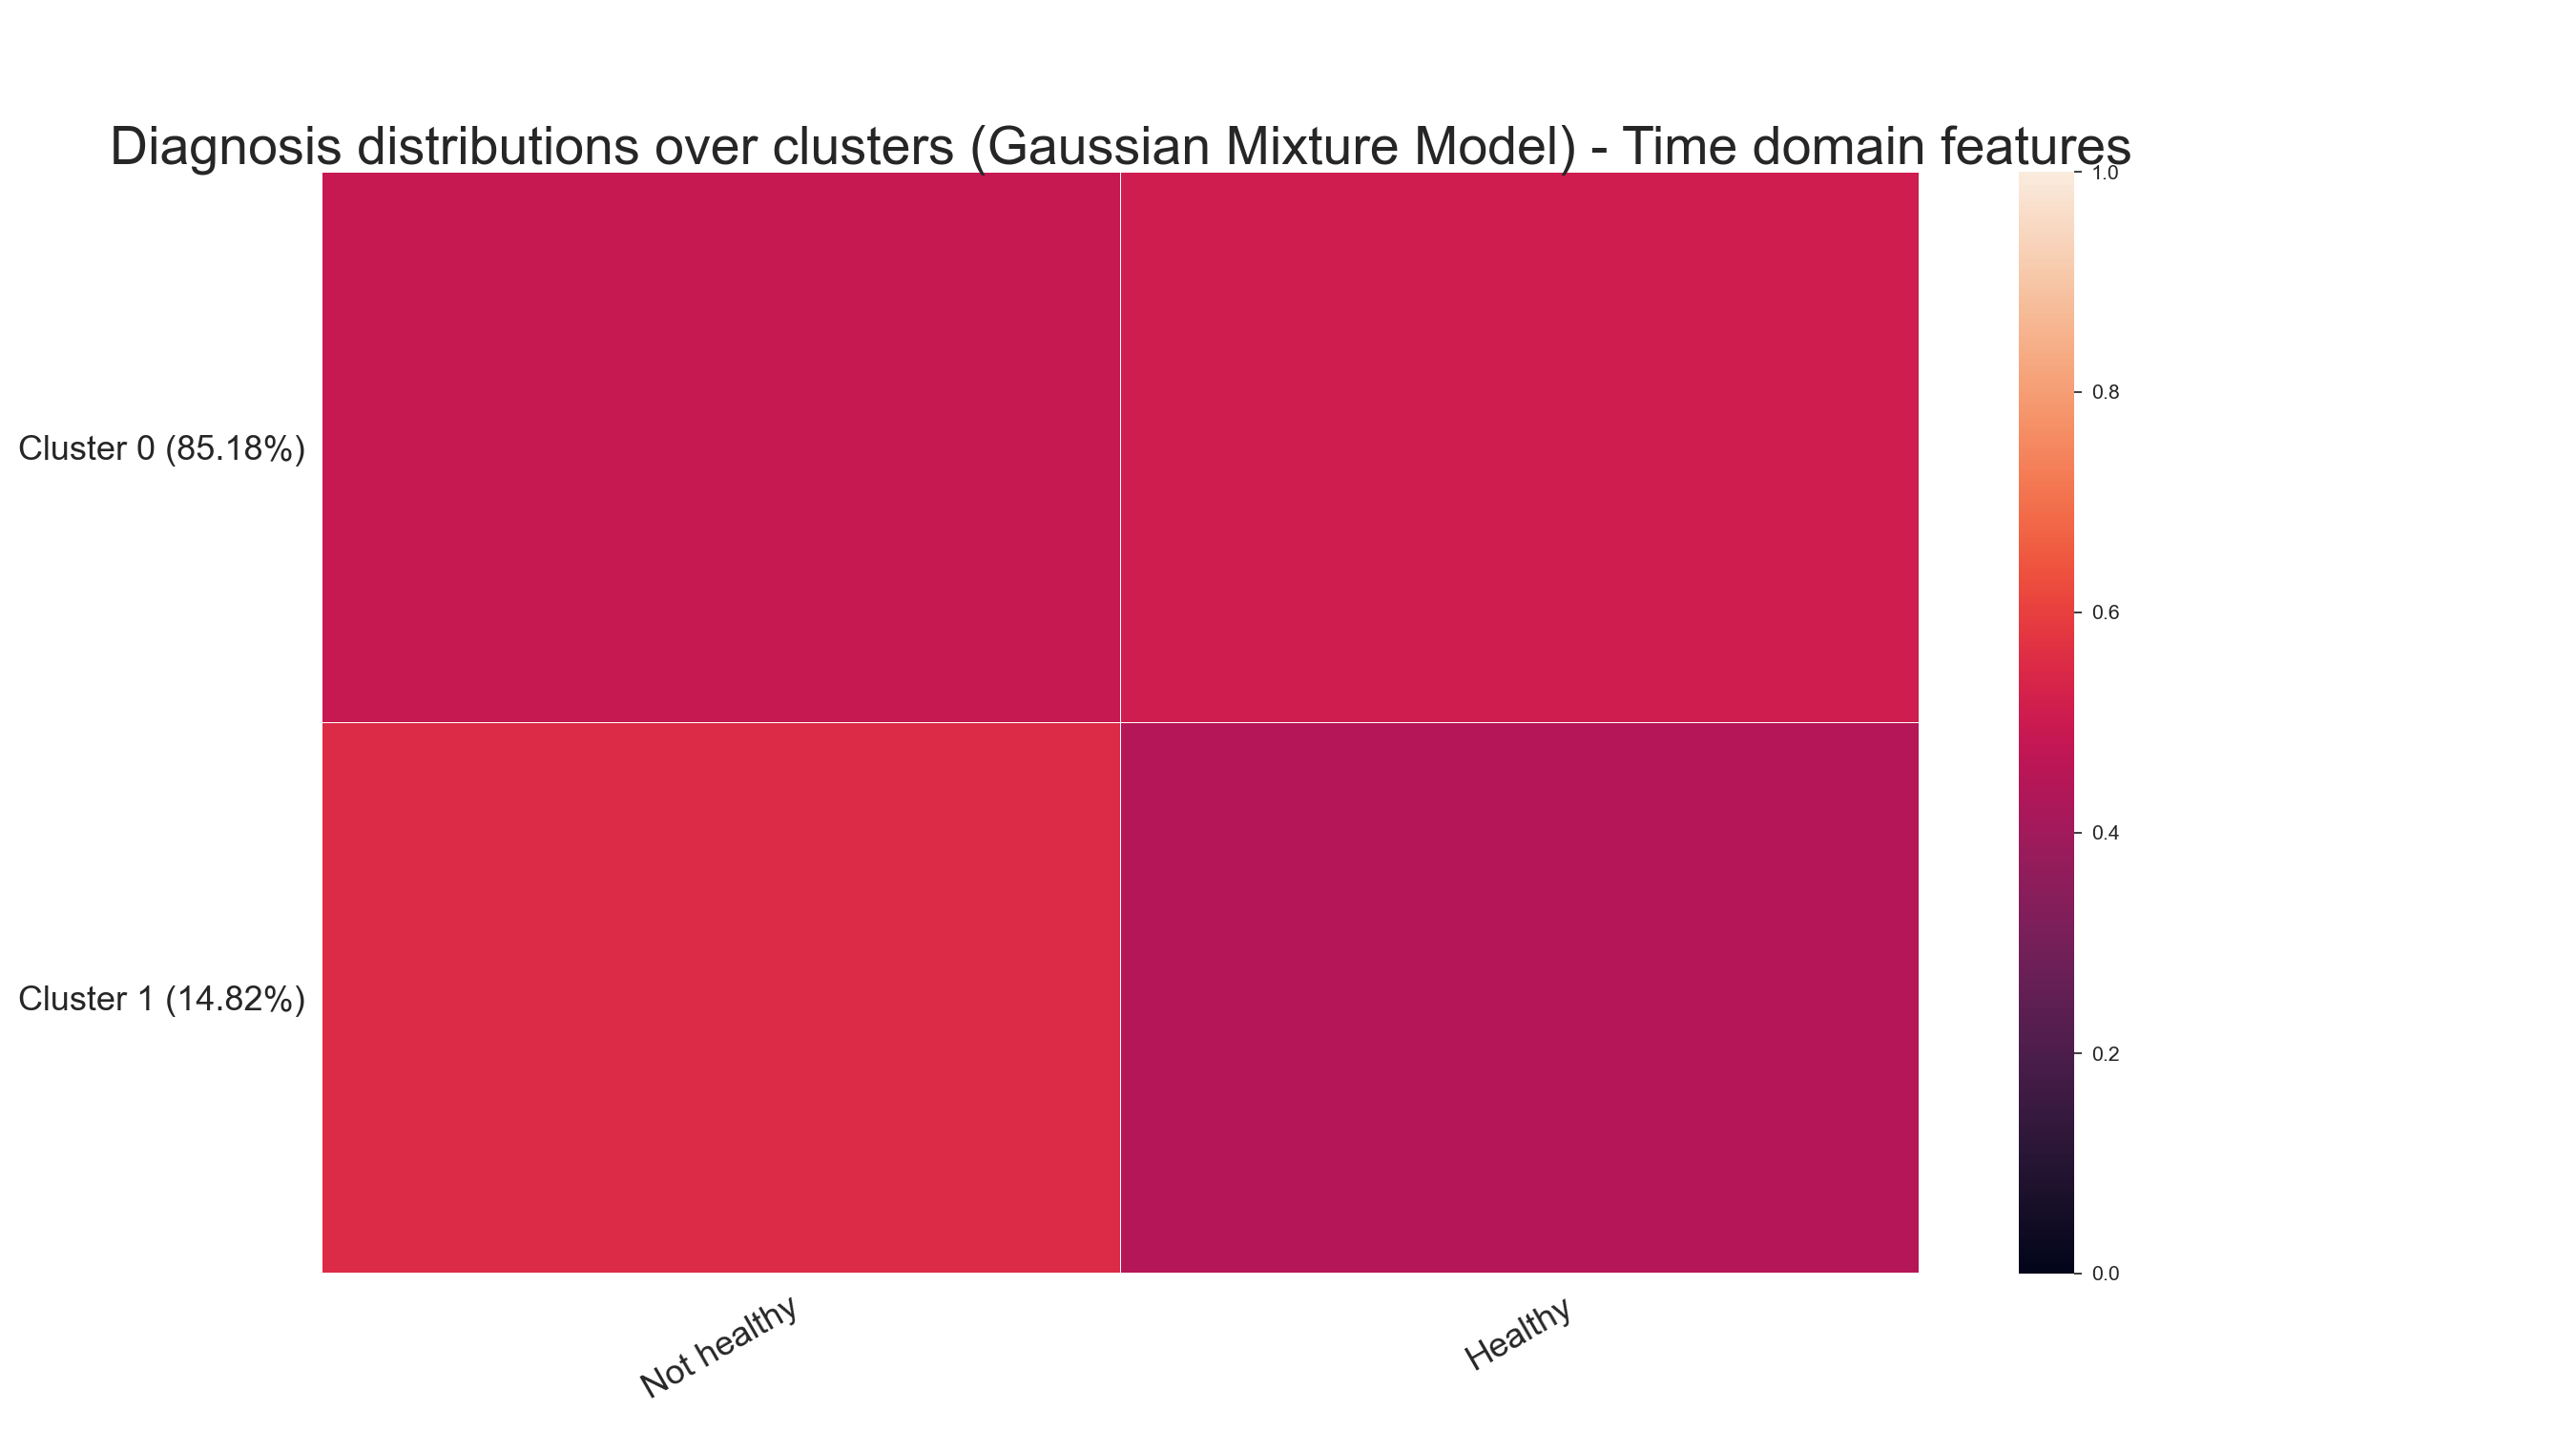 Diagnosis distributions over clusters (Gaussian Mixture Model) - Time domain features
Cluster 0 (85.18%)
Cluster 1 (14.82%)
Not healthy
Healthy
1.0
0.8
0.6
0.4
0.2
0.0